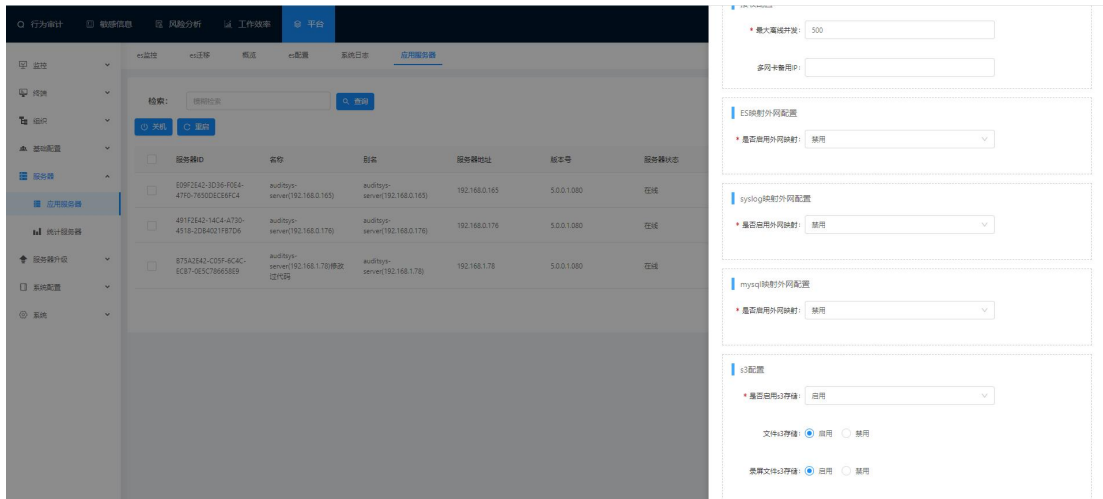 行为审计 敏感信息 风险分析 工作效率 平台
监控
终端
组织
基础配置
服务器
应用服务器
统计服务器
服务器升级
系统配置
系统
es监控 es迁移 概览 es配置 系统日志 应用服务器
检索： 模糊检索 查询
关机 重启
服务器ID 名称 别名 服务器地址 版本号 服务器状态
E09F2E42-3D36-F0E4-47F0-7650DECE6FC4 auditsys-server(192.168.0.165) auditsys-server(192.168.0.165) 192.168.0.165 5.0.0.1.080 在线
491F2E42-14C4-A730-4518-2DB4021FB7D6 auditsys-server(192.168.0.176) auditsys-server(192.168.0.176) 192.168.0.176 5.0.0.1.080 在线
B75A2E42-C05F-6C4C-ECB7-0E5C786658E9 auditsys-server(192.168.1.78)修改过代码 auditsys-server(192.168.1.78) 192.168.1.78 5.0.0.1.080 在线
* 最大离线并发： 500
多网卡备用IP：
ES映射外网配置
* 是否启用外网映射： 禁用
syslog映射外网配置
* 是否启用外网映射： 禁用
mysql映射外网配置
* 是否启用外网映射： 禁用
s3配置
* 是否启用s3存储： 启用
文件s3存储： 启用 禁用
录屏文件s3存储： 启用 禁用